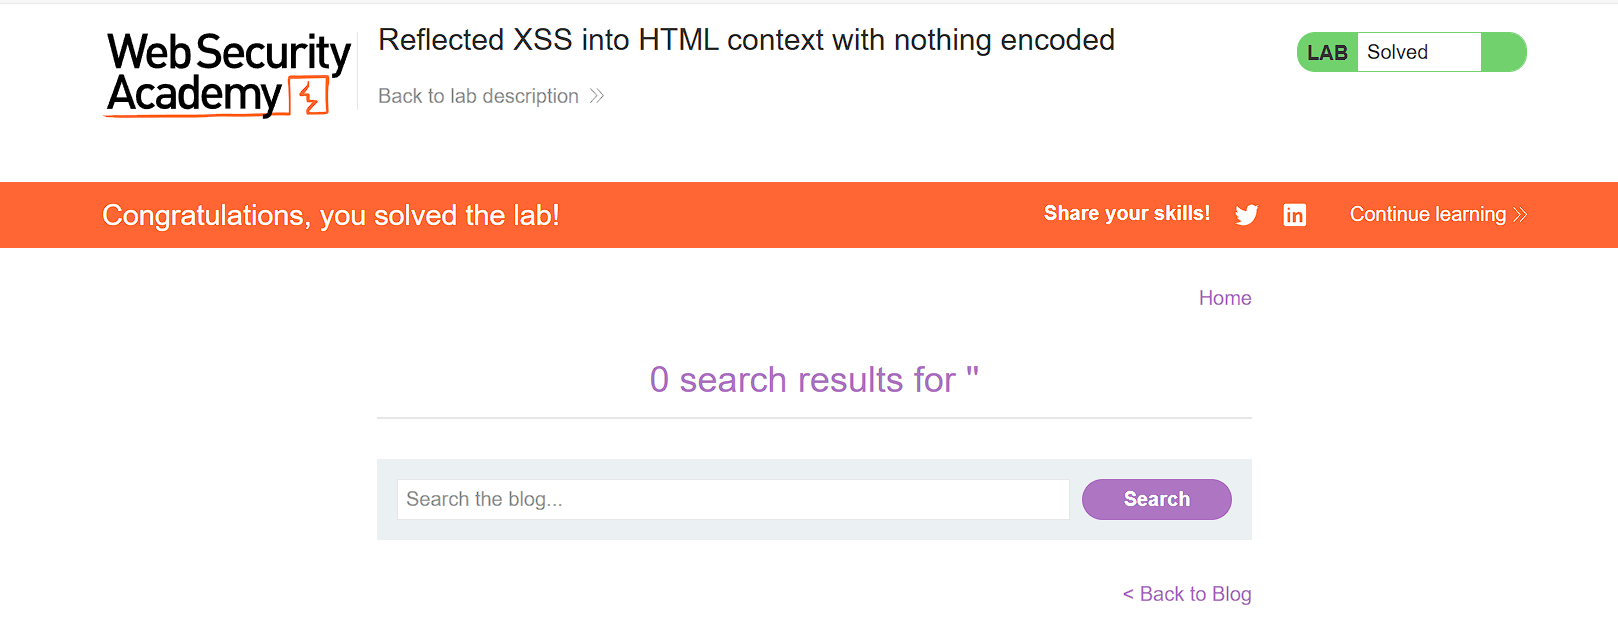 Web Security
Academy
Reflected XSS into HTML context with nothing encoded
Back to lab description
LAB Solved
Congratulations, you solved the lab!
Share your skills!
Continue learning
Home
0 search results for ''
Search the blog...
Search
< Back to Blog